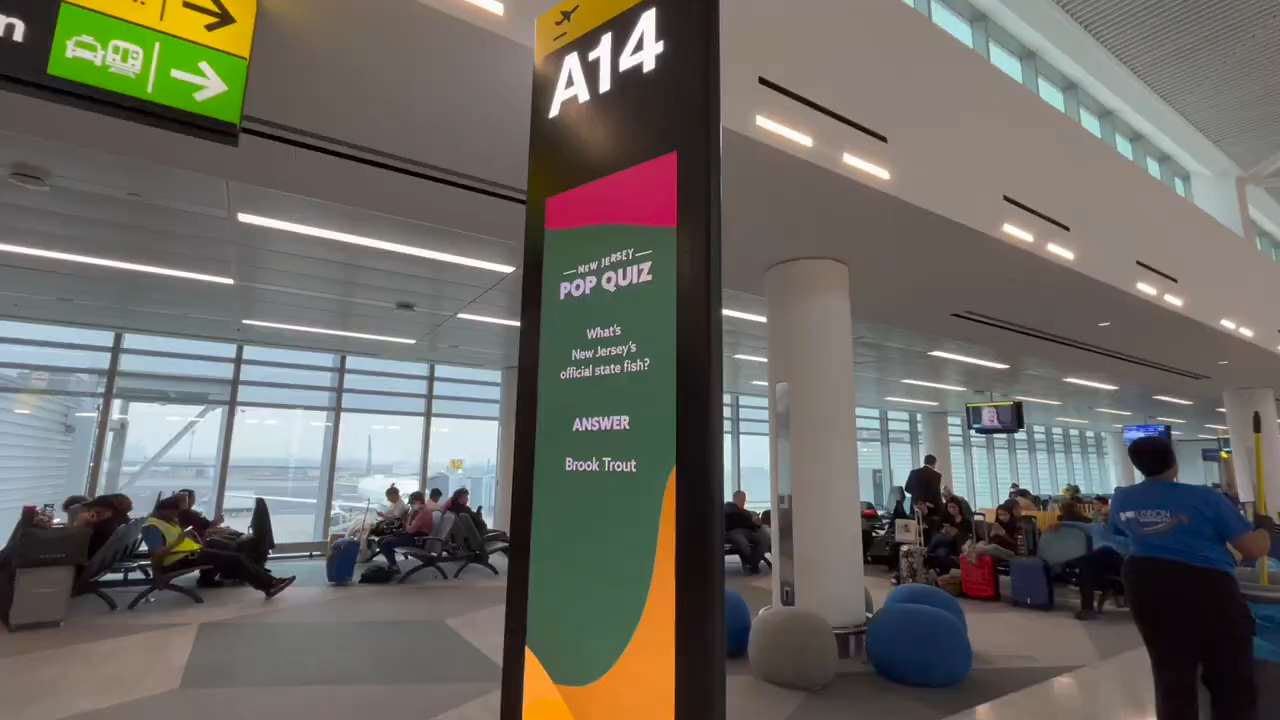 n
A14
NEW JERSEY
POP QUIZ
What's
New Jersey's
official state fish?
ANSWER
Brook Trout